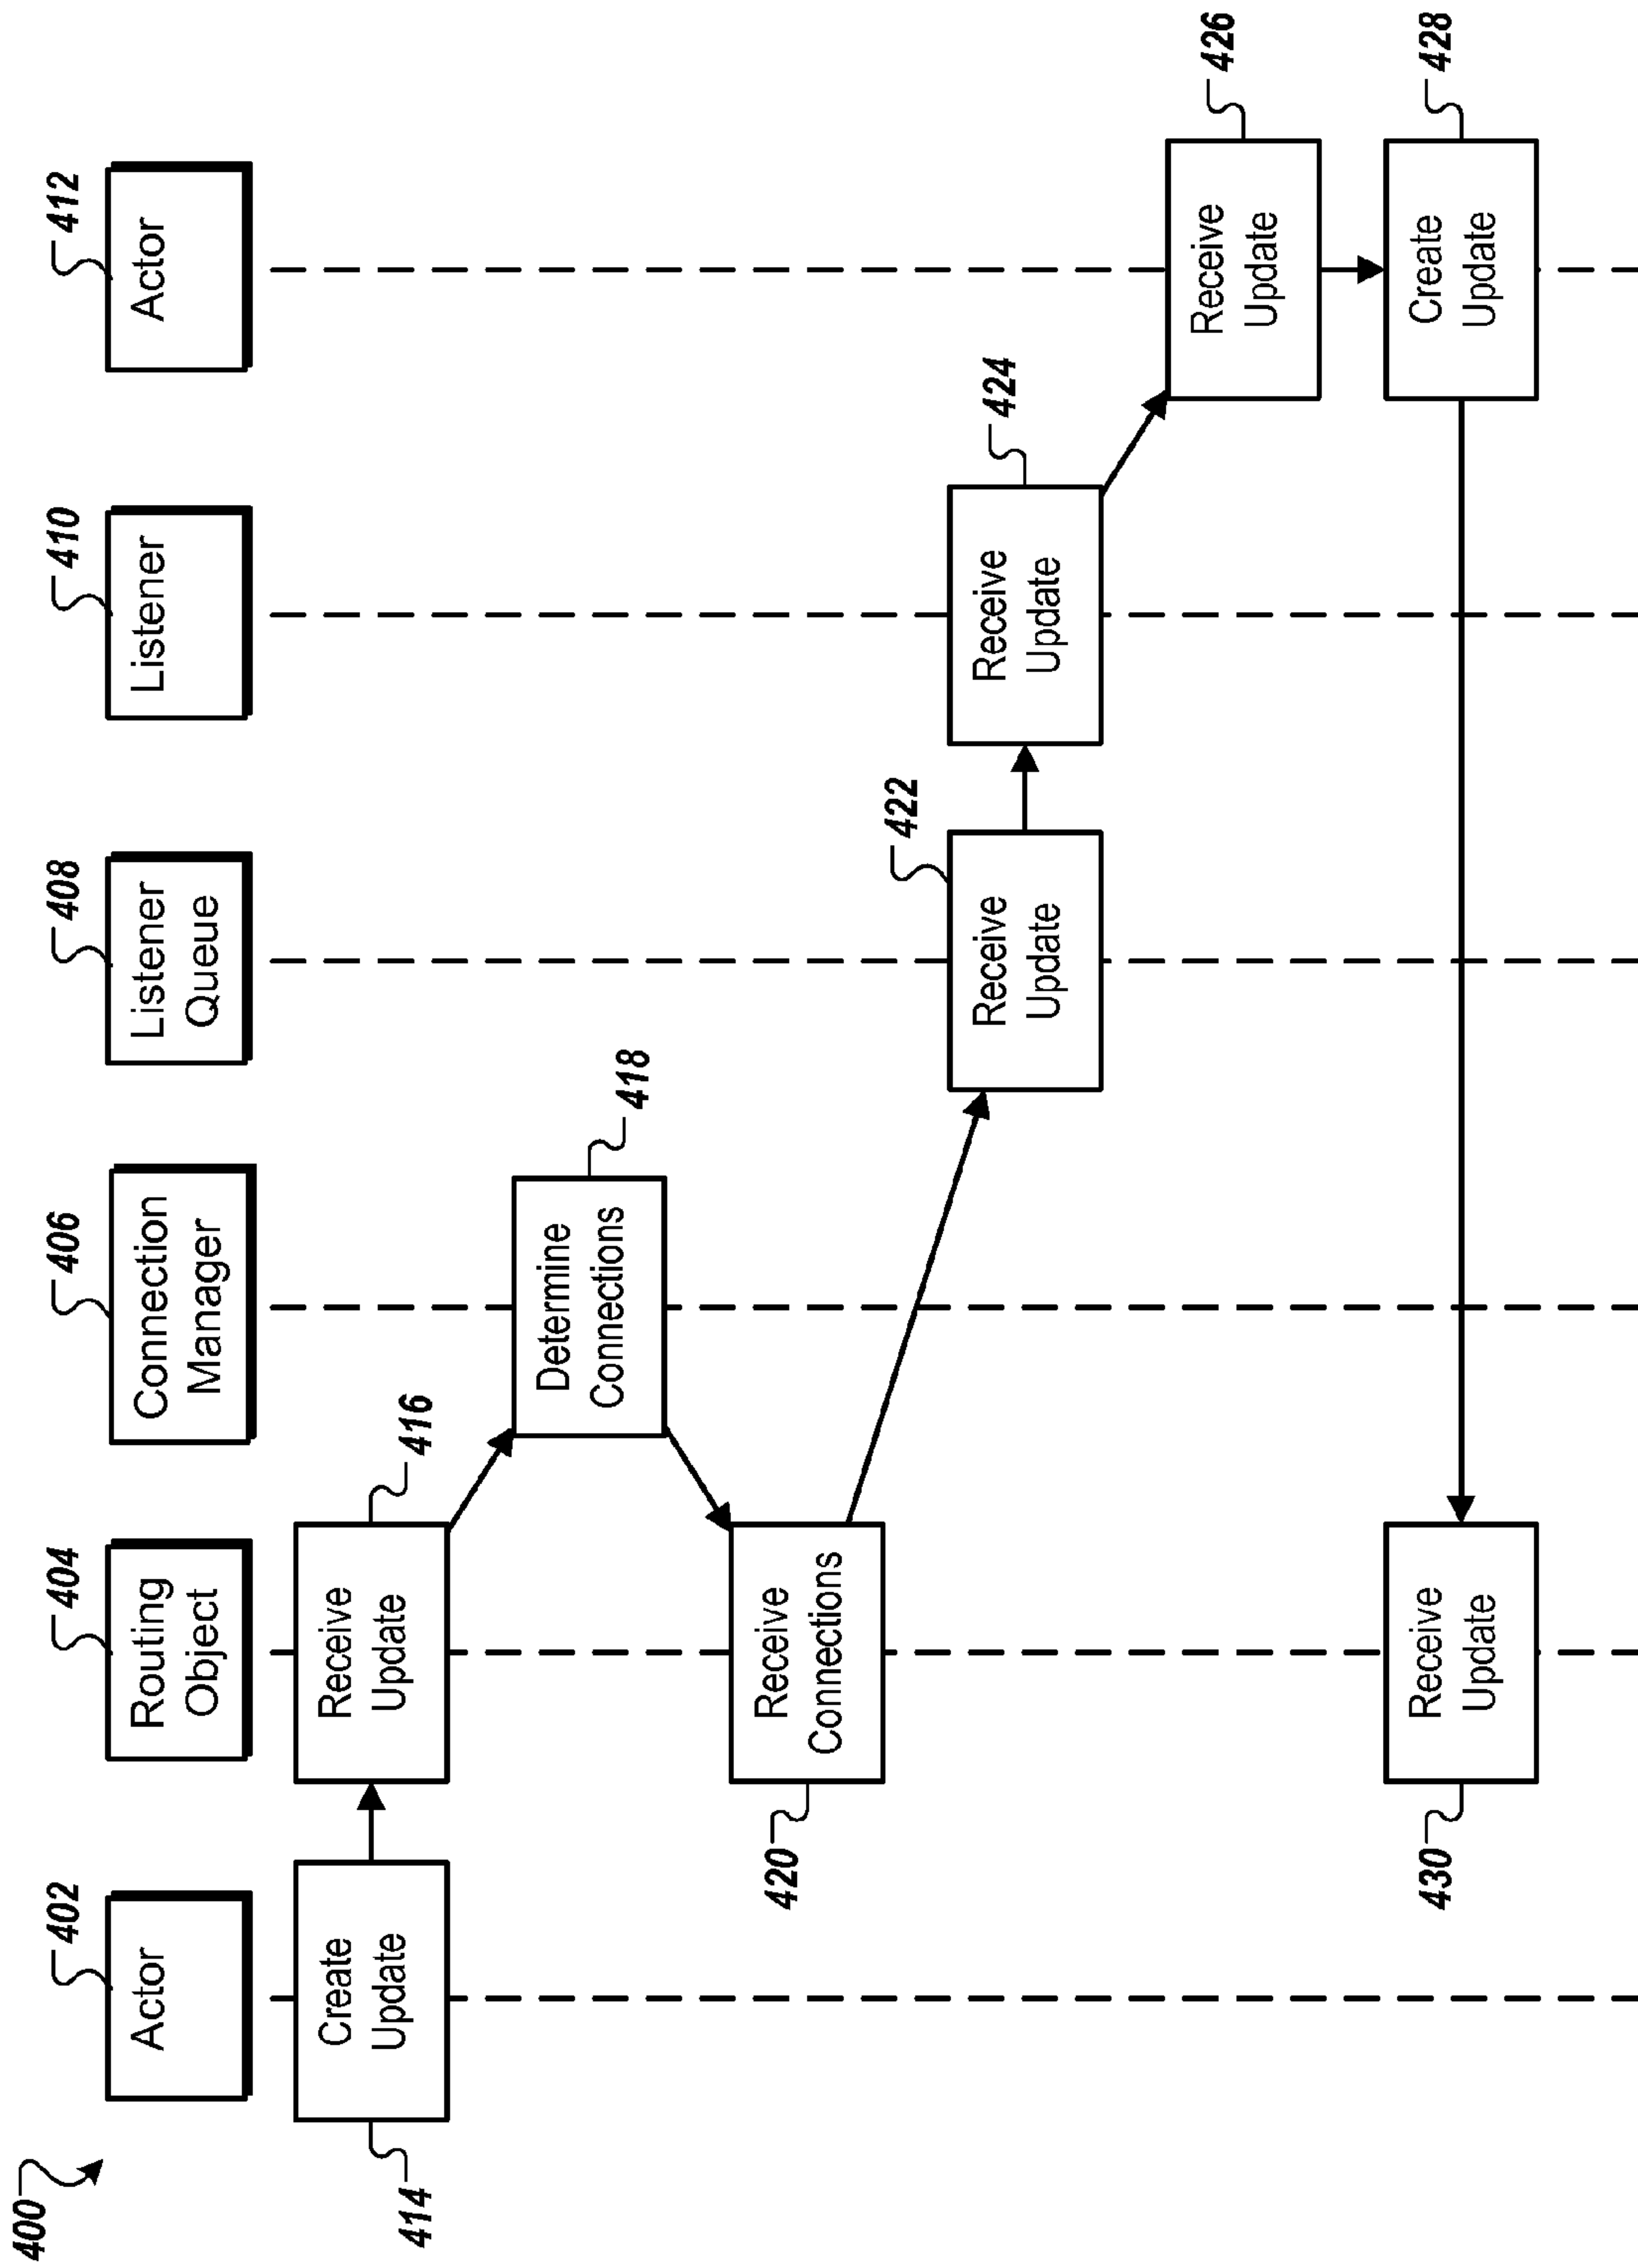 400
402
Actor
404
Routing
Object
406
Connection
Manager
408
Listener
Queue
410
Listener
412
Actor
414
Create
Update
416
Receive
Update
418
Determine
Connections
420
Receive
Connections
422
Receive
Update
424
Receive
Update
426
Receive
Update
428
Create
Update
430
Receive
Update